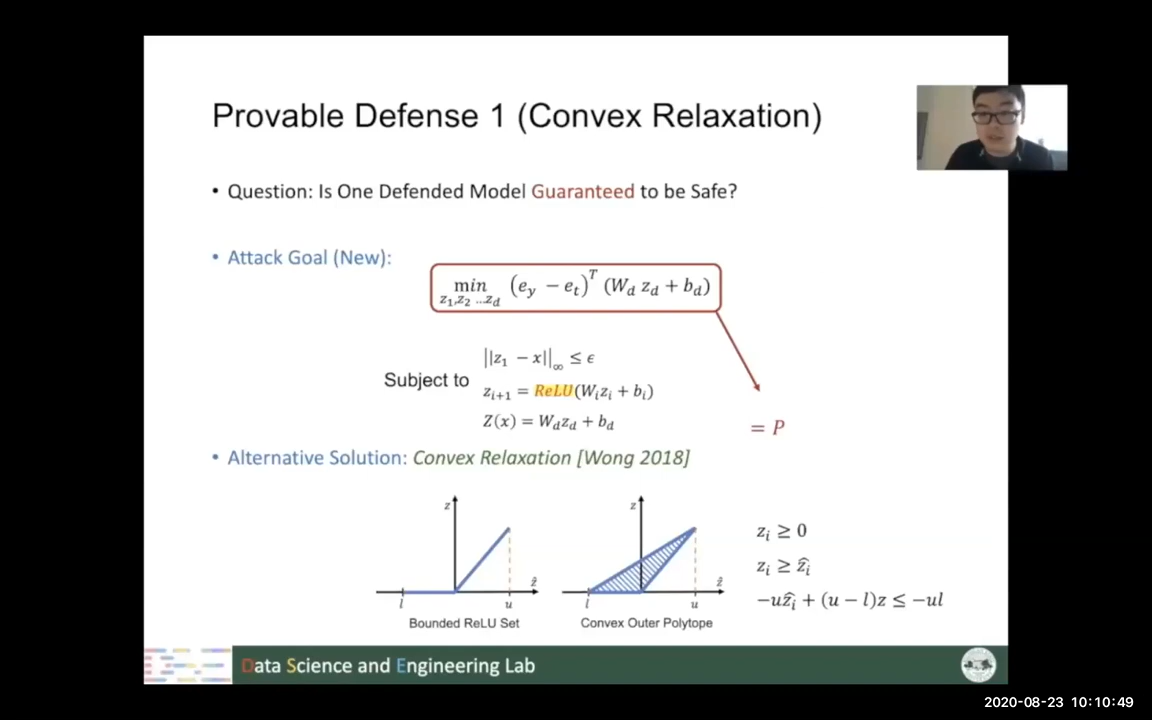 Provable Defense 1 (Convex Relaxation)
• Question: Is One Defended Model Guaranteed to be Safe?
• Attack Goal (New):
min (e_y − e_t)^T (W_d z_d + b_d)
z_1,z_2 …z_d
||z_1 − x||_∞ ≤ ϵ
Subject to
z_{i+1} = ReLU(W_i z_i + b_i)
Z(x) = W_d z_d + b_d
= P
• Alternative Solution: Convex Relaxation [Wong 2018]
z
ẑ
l
u
Bounded ReLU Set
z
ẑ
l
u
Convex Outer Polytope
z_i ≥ 0
z_i ≥ ẑ_i
−uẑ_i + (u − l)z ≤ −ul
Data Science and Engineering Lab
2020-08-23 10:10:49